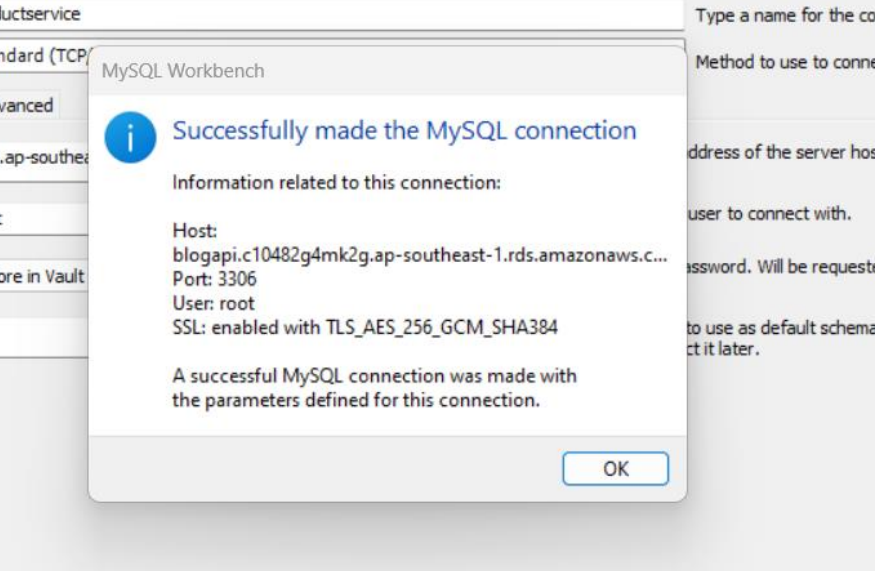 ductservice
Type a name for the co
ndard (TCP/
Method to use to conne
MySQL Workbench
vanced
Successfully made the MySQL connection
.ap-southea
address of the server hos
Information related to this connection:
Host:
user to connect with.
blogapi.c10482g4mk2g.ap-southeast-1.rds.amazonaws.c...
ore in Vault
assword. Will be requeste
Port: 3306
User: root
SSL: enabled with TLS_AES_256_GCM_SHA384
to use as default schema
ct it later.
A successful MySQL connection was made with
the parameters defined for this connection.
OK